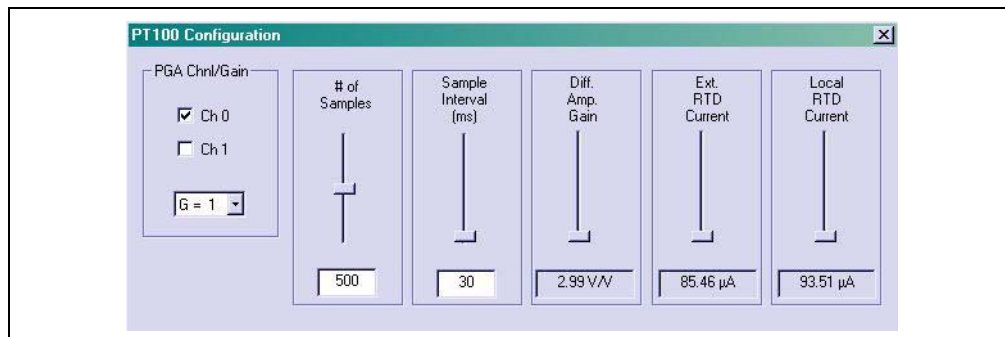 PT100 Configuration
PGA Chnl/Gain
Ch 0
Ch 1
G = 1
# of
Samples
500
Sample
Interval
(ms)
30
Diff.
Amp.
Gain
2.99 V/V
Ext.
RTD
Current
85.46 µA
Local
RTD
Current
93.51 µA